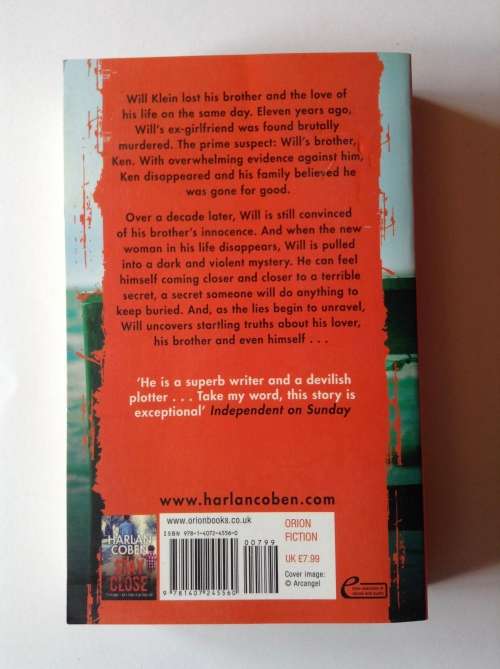 Will Klein lost his brother and the love of
his life on the same day. Eleven years ago,
Will's ex-girlfriend was found brutally
murdered. The prime suspect: Will's brother,
Ken. With overwhelming evidence against him,
Ken disappeared and his family believed he
was gone for good.
Over a decade later, Will is still convinced
of his brother's innocence. And when the new
woman in his life disappears, Will is pulled
into a dark and violent mystery. He can feel
himself coming closer and closer to a terrible
secret, a secret someone will do anything to
keep buried. And, as the lies begin to unravel,
Will uncovers startling truths about his lover,
his brother and even himself . . .
'He is a superb writer and a devilish
plotter . . . Take my word, this story is
exceptional' Independent on Sunday
www.harlancoben.com
www.orionbooks.co.uk
ISBN 978-1-4072-4556-0
00799
9 781407 245560
ORION
FICTION
UK £7.99
Cover image:
© Arcangel
HARLAN
COBEN
STAY
CLOSE